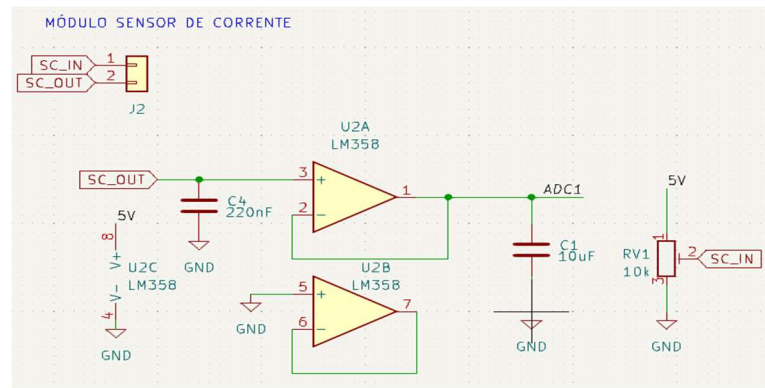 MÓDULO SENSOR DE CORRENTE
SC_IN 1
SC_OUT 2
J2
U2A
LM358
SC_OUT
3
+
2
-
1
ADC1
C4
220nF
GND
5V
8
V+
U2C
LM358
V-
4
GND
U2B
LM358
5
+
6
-
7
GND
C1
10uF
GND
5V
1
RV1
10k
2
SC_IN
3
GND